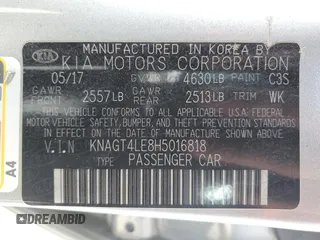 MANUFACTURED IN KOREA BY
KIA KIA MOTORS CORPORATION
05/17 GVWR 4630LB PAINT C3S
GAWR FRONT 2557LB GAWR REAR 2513LB TRIM WK
THIS VEHICLE CONFORMS TO ALL APPLICABLE U.S.A. FEDERAL
MOTOR VEHICLE SAFETY, BUMPER, AND THEFT PREVENTION
STANDARDS IN EFFECT ON THE DATE OF MANUFACTURE SHOWN ABOVE.
V.I.N KNAGT4LE8H5016818
PASSENGER CAR
A4
DREAMBID